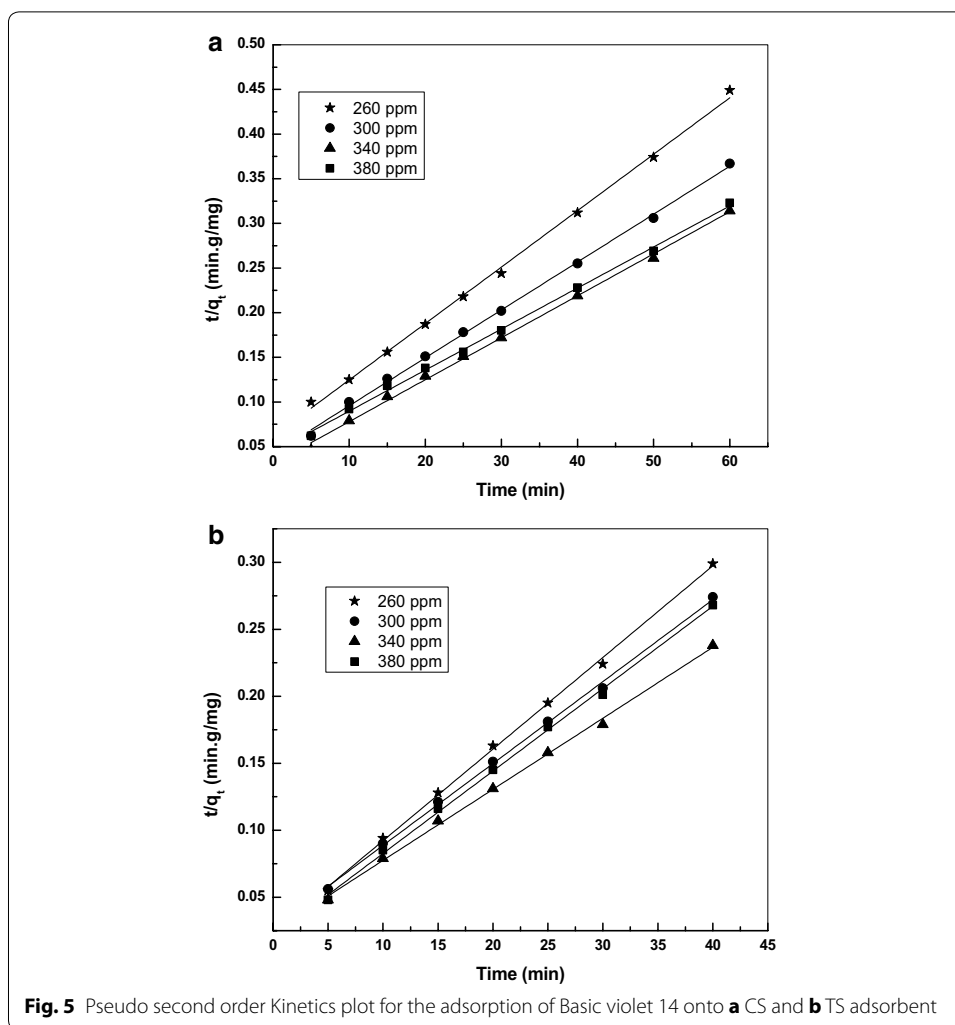 a
0.50
0.45
0.40
0.35
0.30
0.25
0.20
0.15
0.10
0.05
t/qt (min.g/mg)
260 ppm
300 ppm
340 ppm
380 ppm
0 10 20 30 40 50 60
Time (min)
b
0.30
0.25
0.20
0.15
0.10
0.05
t/qt (min.g/mg)
260 ppm
300 ppm
340 ppm
380 ppm
0 5 10 15 20 25 30 35 40 45
Time (min)
Fig. 5 Pseudo second order Kinetics plot for the adsorption of Basic violet 14 onto a CS and b TS adsorbent